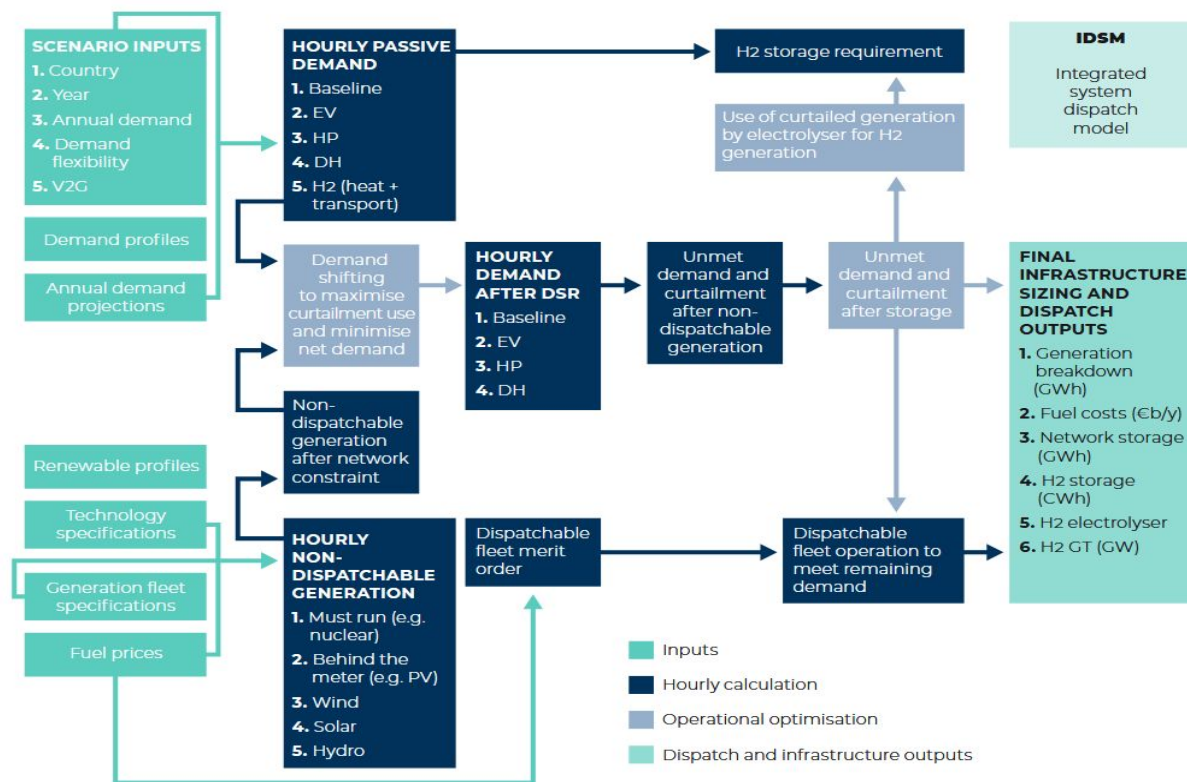 SCENARIO INPUTS
1. Country
2. Year
3. Annual demand
4. Demand
flexibility
5. V2G
Demand profiles
Annual demand
projections
Renewable profiles
Technology
specifications
Generation fleet
specifications
Fuel prices
HOURLY PASSIVE
DEMAND
1. Baseline
2. EV
3. HP
4. DH
5. H2 (heat +
transport)
Demand
shifting
to maximise
curtailment use
and minimise
net demand
Non-
dispatchable
generation
after network
constraint
HOURLY
NON-
DISPATCHABLE
GENERATION
1. Must run (e.g.
nuclear)
2. Behind the
meter (e.g. PV)
3. Wind
4. Solar
5. Hydro
HOURLY
DEMAND
AFTER DSR
1. Baseline
2. EV
3. HP
4. DH
Dispatchable
fleet merit
order
Unmet
demand and
curtailment
after non-
dispatchable
generation
H2 storage requirement
Use of curtailed generation
by electrolyser for H2
generation
Unmet
demand and
curtailment
after storage
Dispatchable
fleet operation to
meet remaining
demand
IDSM
Integrated
system
dispatch
model
FINAL
INFRASTRUCTURE
SIZING AND
DISPATCH
OUTPUTS
1. Generation
breakdown
(GWh)
2. Fuel costs (€b/y)
3. Network storage
(GWh)
4. H2 storage
(CWh)
5. H2 electrolyser
6. H2 GT (GW)
Inputs
Hourly calculation
Operational optimisation
Dispatch and infrastructure outputs